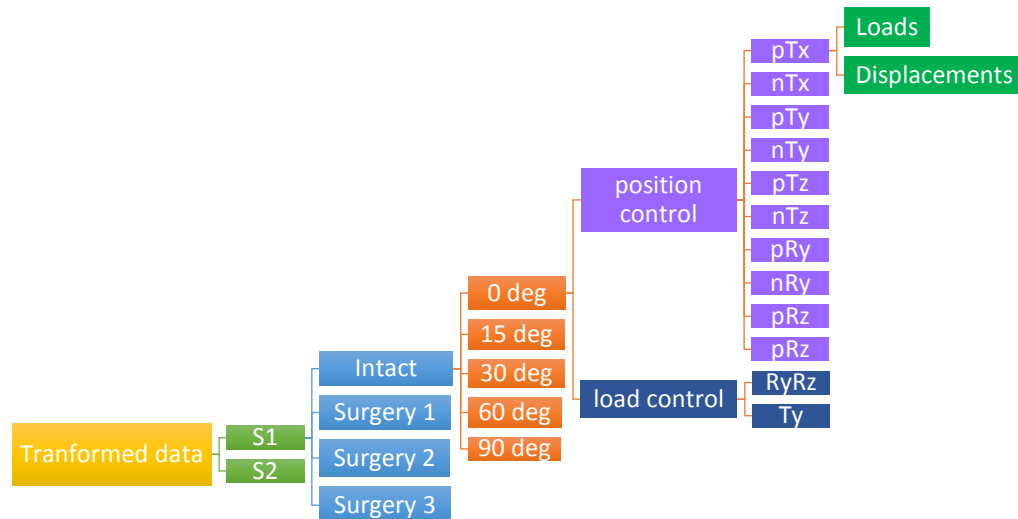 Tranformed data
S1
S2
Intact
Surgery 1
Surgery 2
Surgery 3
0 deg
15 deg
30 deg
60 deg
90 deg
position
control
load control
pTx
nTx
pTy
nTy
pTz
nTz
pRy
nRy
pRz
pRz
RyRz
Ty
Loads
Displacements